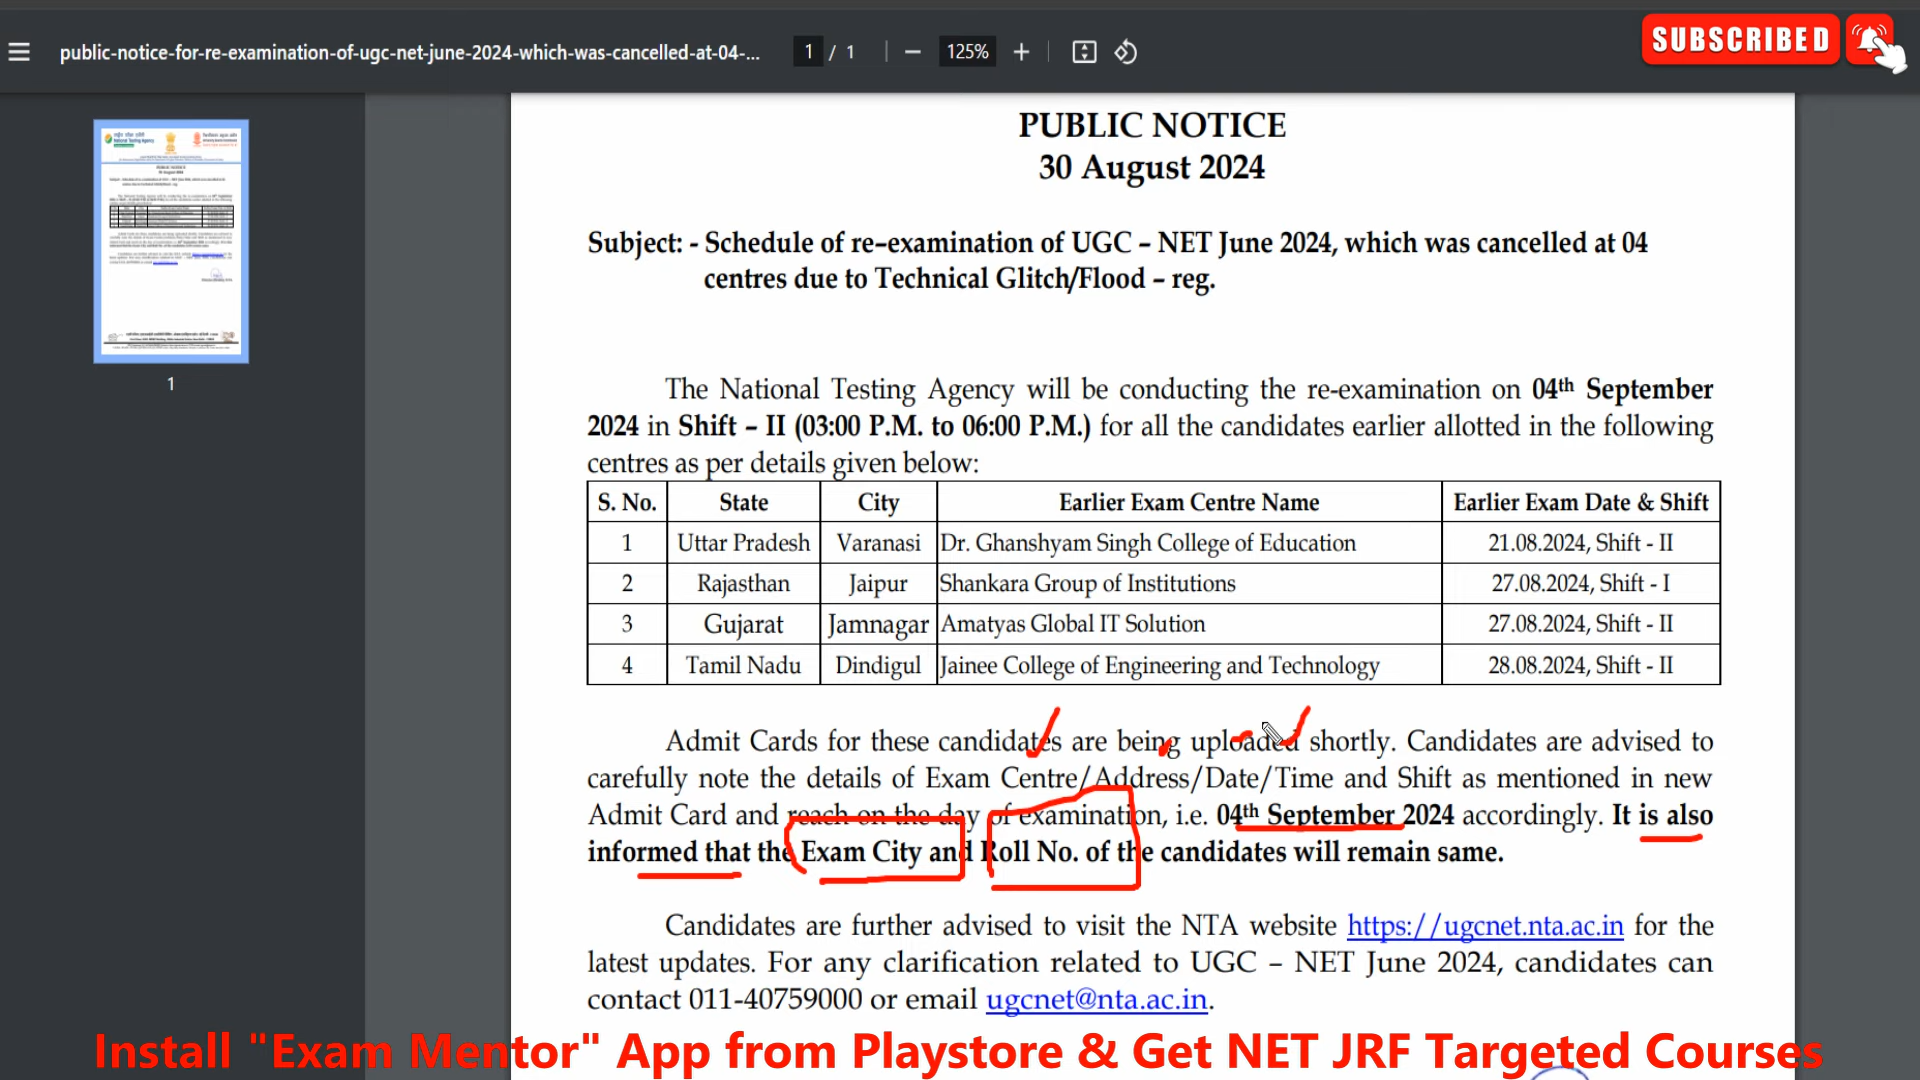 public-notice-for-re-examination-of-ugc-net-june-2024-which-was-cancelled-at-04-...
1 / 1
125%
SUBSCRIBED
1
PUBLIC NOTICE
30 August 2024
Subject: - Schedule of re–examination of UGC – NET June 2024, which was cancelled at 04
centres due to Technical Glitch/Flood – reg.
The National Testing Agency will be conducting the re-examination on 04th September
2024 in Shift – II (03:00 P.M. to 06:00 P.M.) for all the candidates earlier allotted in the following
centres as per details given below:
S. No. State City Earlier Exam Centre Name Earlier Exam Date & Shift
1 Uttar Pradesh Varanasi Dr. Ghanshyam Singh College of Education 21.08.2024, Shift - II
2 Rajasthan Jaipur Shankara Group of Institutions 27.08.2024, Shift - I
3 Gujarat Jamnagar Amatyas Global IT Solution 27.08.2024, Shift - II
4 Tamil Nadu Dindigul Jainee College of Engineering and Technology 28.08.2024, Shift - II
Admit Cards for these candidates are being uploaded shortly. Candidates are advised to
carefully note the details of Exam Centre/Address/Date/Time and Shift as mentioned in new
Admit Card and reach on the day of examination, i.e. 04th September 2024 accordingly. It is also
informed that the Exam City and Roll No. of the candidates will remain same.
Candidates are further advised to visit the NTA website https://ugcnet.nta.ac.in for the
latest updates. For any clarification related to UGC – NET June 2024, candidates can
contact 011-40759000 or email ugcnet@nta.ac.in.
Install "Exam Mentor" App from Playstore & Get NET JRF Targeted Courses